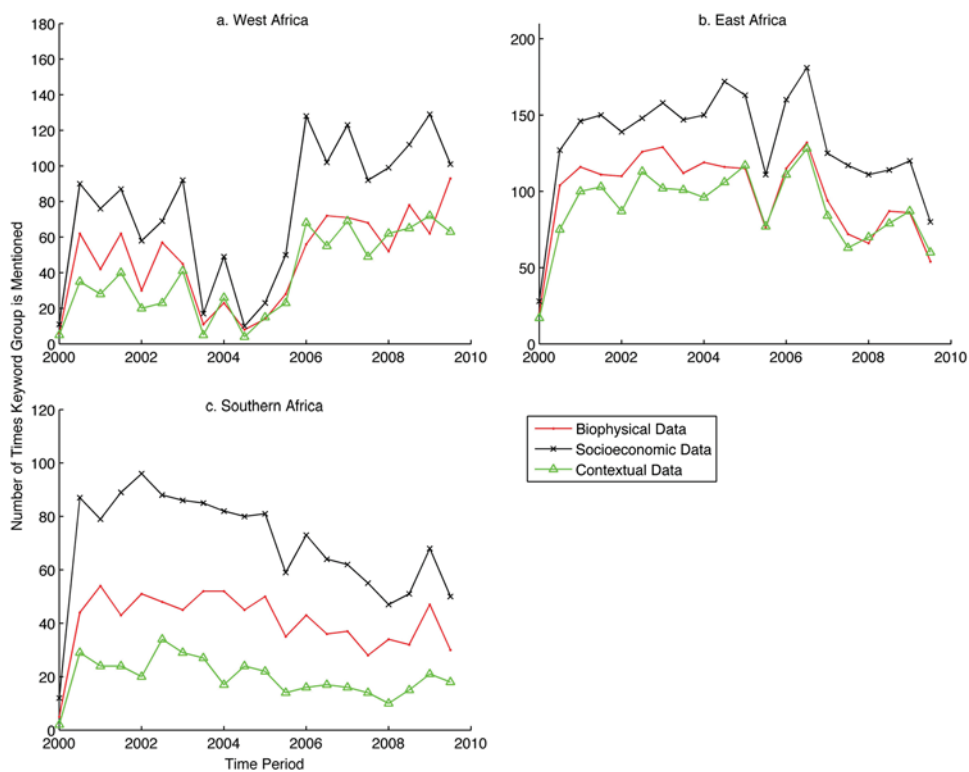 a. West Africa
180
160
140
120
100
80
60
40
20
0
2000 2002 2004 2006 2008 2010
b. East Africa
200
150
100
50
0
2000 2002 2004 2006 2008 2010
Number of Times Keyword Group is Mentioned
c. Southern Africa
120
100
80
60
40
20
0
2000 2002 2004 2006 2008 2010
Time Period
Biophysical Data
Socioeconomic Data
Contextual Data